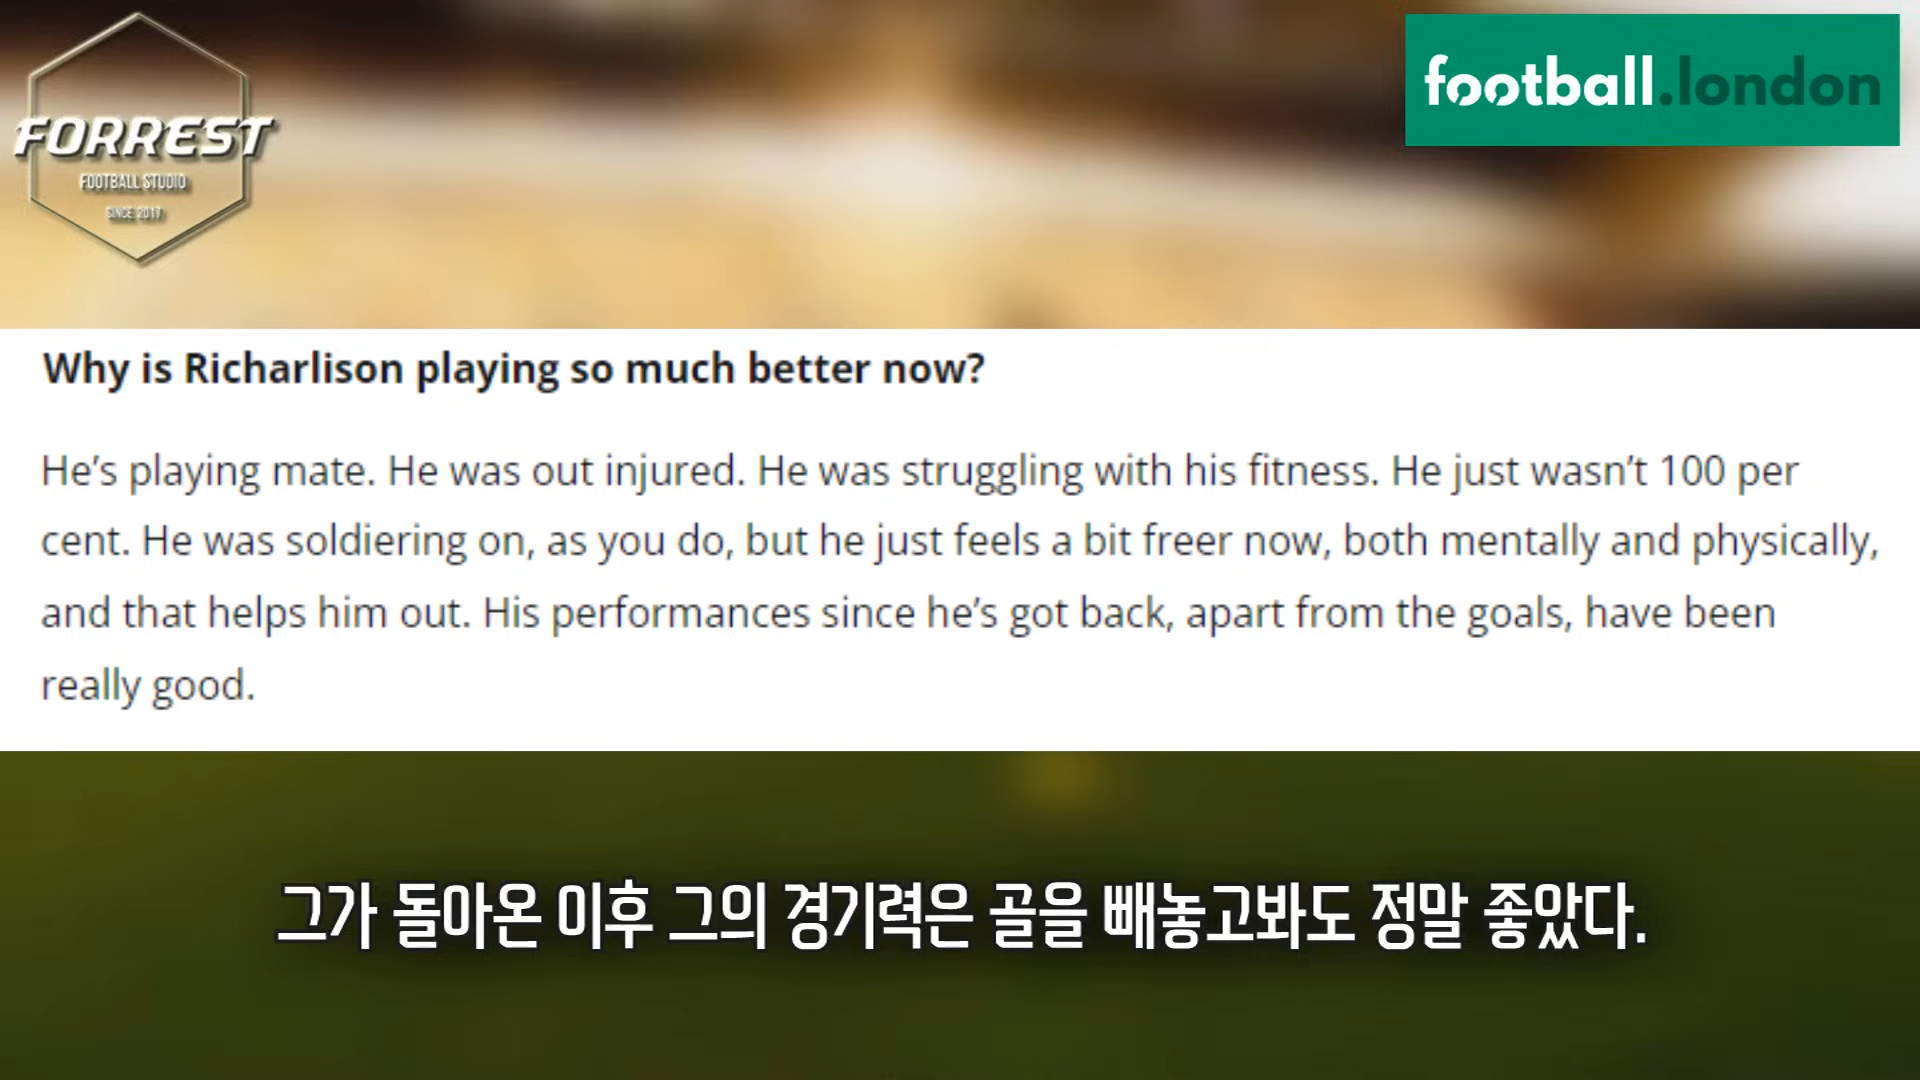 FORREST
FOOTBALL STUDIO
SINCE 2017
football.london
Why is Richarlison playing so much better now?
He’s playing mate. He was out injured. He was struggling with his fitness. He just wasn’t 100 per
cent. He was soldiering on, as you do, but he just feels a bit freer now, both mentally and physically,
and that helps him out. His performances since he’s got back, apart from the goals, have been
really good.
그가 돌아온 이후 그의 경기력은 골을 빼놓고봐도 정말 좋았다.